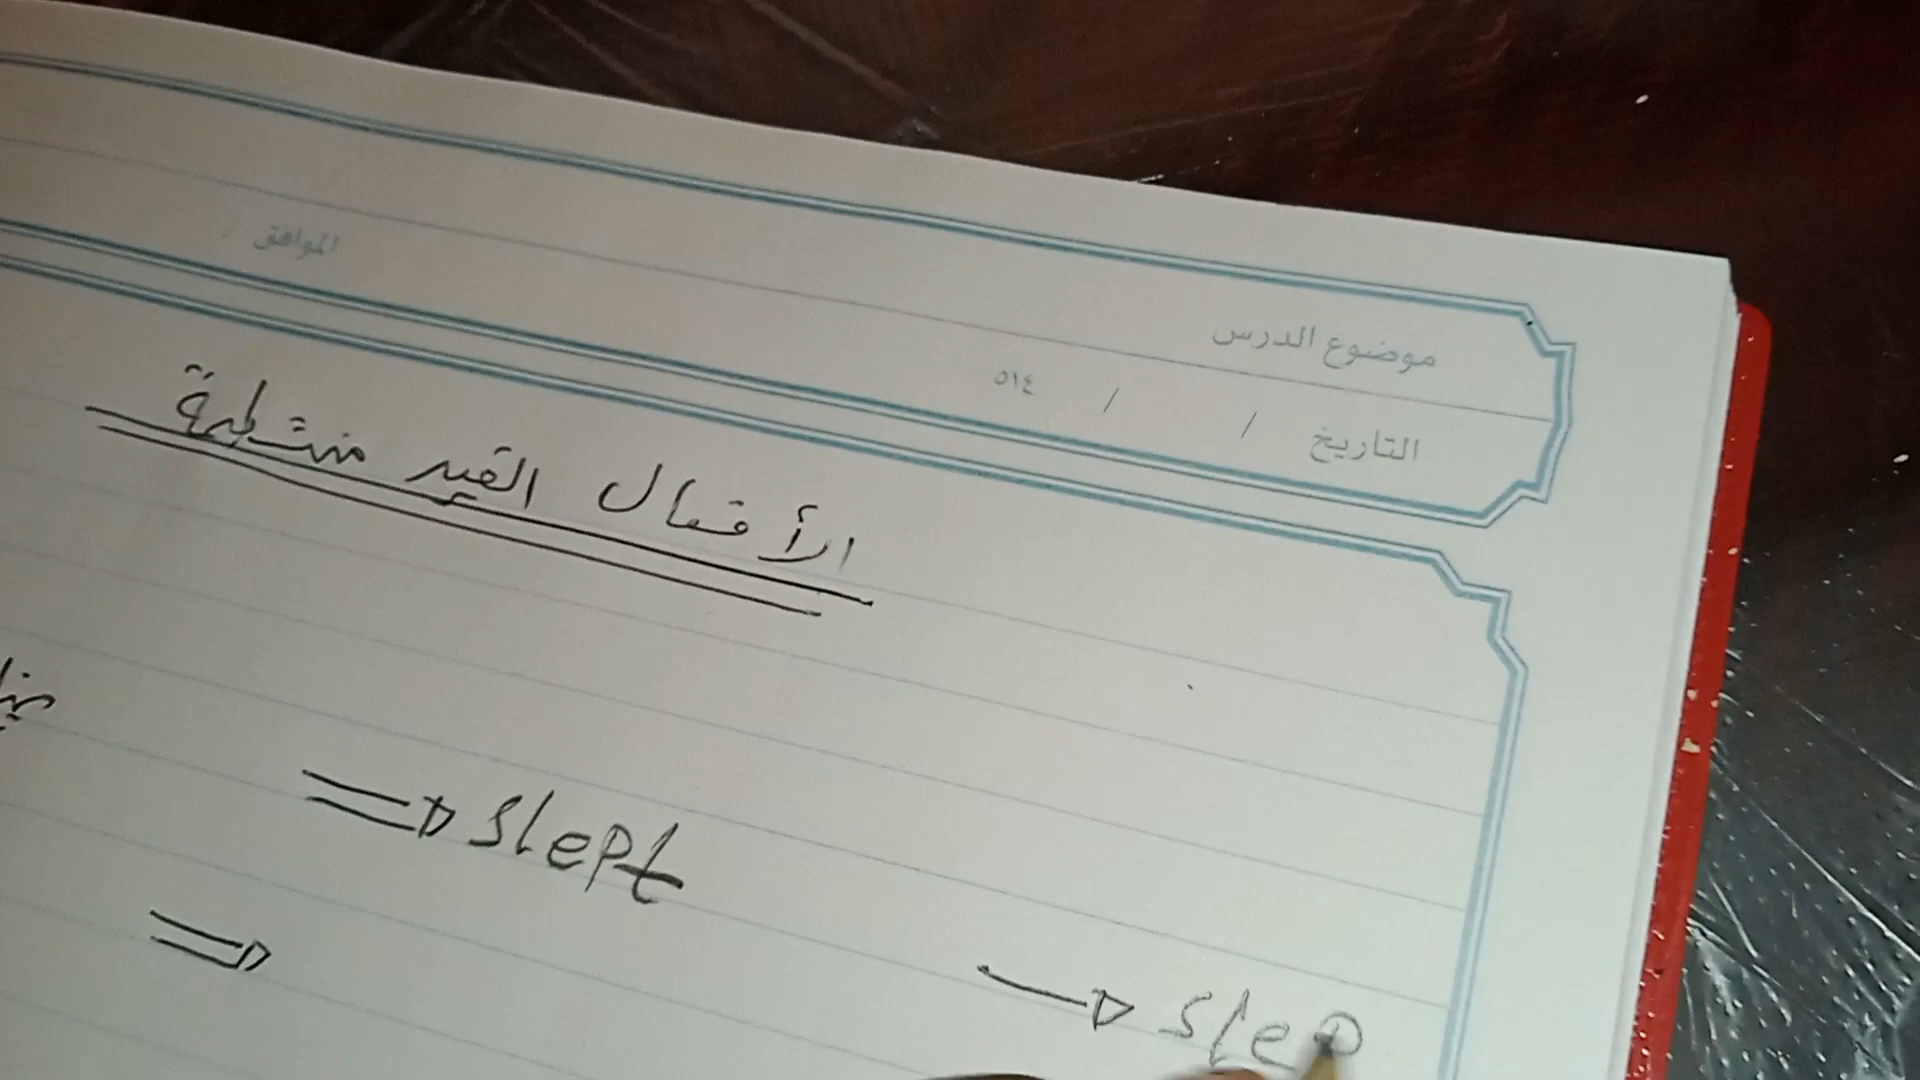 موضوع الدرس
التاريخ / / ٥١٤ الموافق /
الأفعال الغير منتظمة
⇒ slept
→ slep
⇒